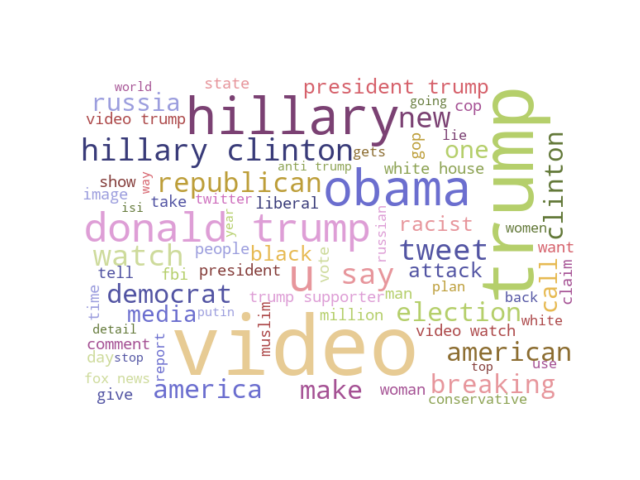 world
state
president trump
going
russia
hillary
new
cop
video trump
trump
lie
gop
clinton
hillary clinton
gets
one
anti trump
white house
show
way
republican
obama
image
take
twitter
liberal
isi
year
donald trump
russian
racist
women
watch
people
black
tweet
want
tell
fbi
president
u
say
vote
attack
call
claim
time
democrat
trump supporter
man
plan
back
media
putin
muslim
million
election
white
detail
video
video watch
comment
report
american
day
stop
top
use
fox news
give
america
make
woman
breaking
conservative